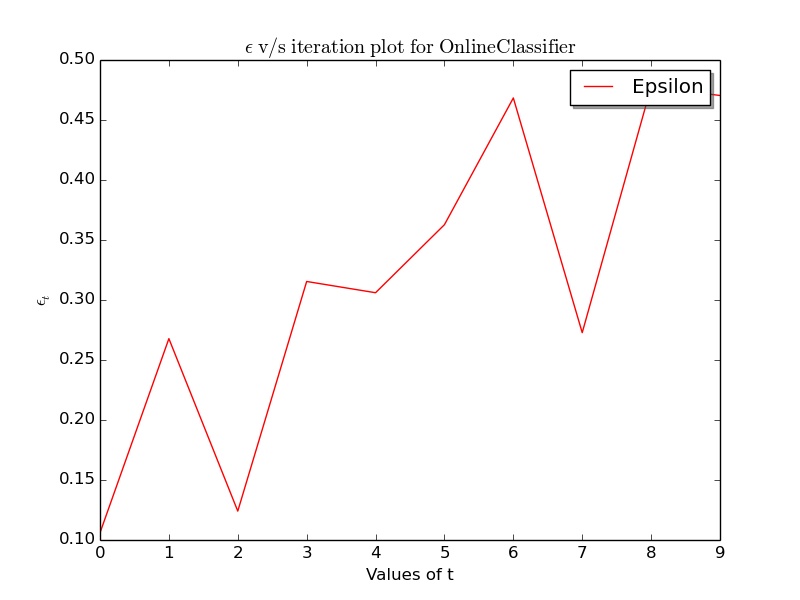 ϵ v/s iteration plot for OnlineClassifier
Epsilon
0.50
0.45
0.40
0.35
0.30
0.25
0.20
0.15
0.10
ϵₜ
0 1 2 3 4 5 6 7 8 9
Values of t